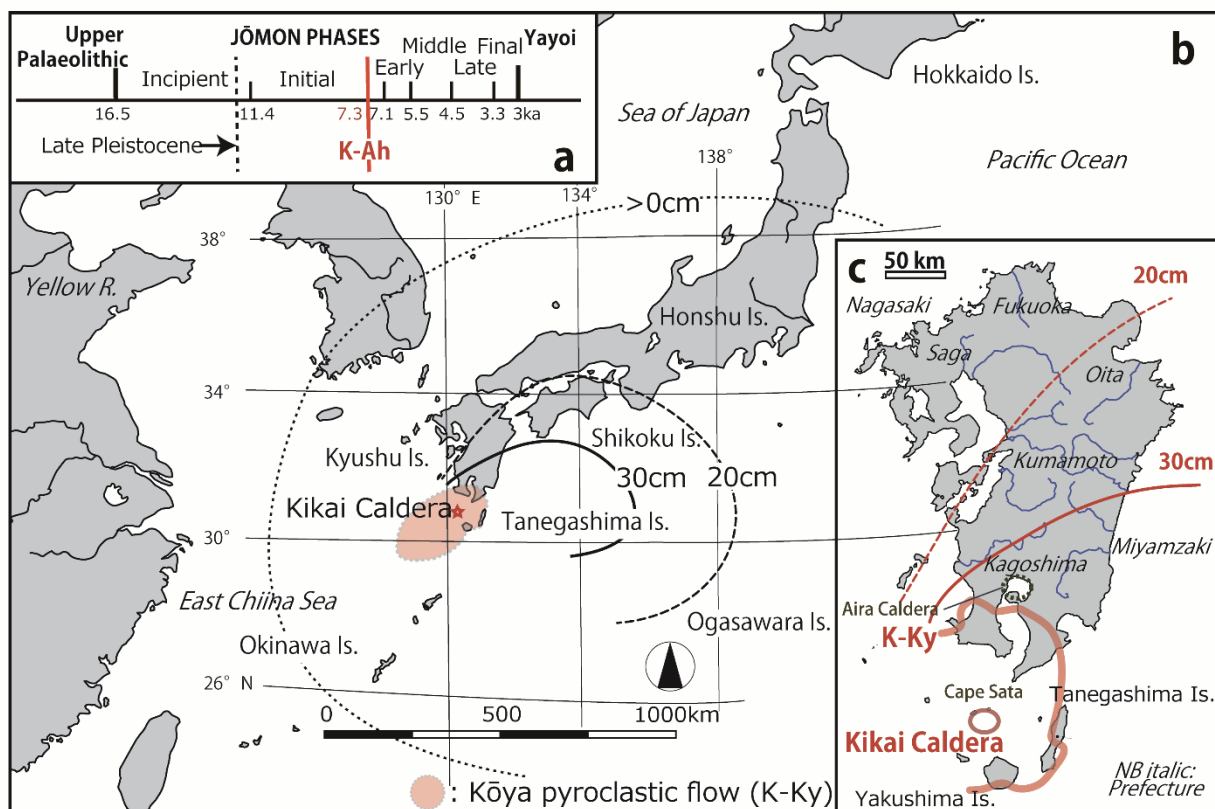 Upper
Palaeolithic
JŌMON PHASES
Incipient
Initial
Early
Middle
Late
Final
Yayoi
16.5
11.4
7.3
7.1
5.5
4.5
3.3
3ka
Late Pleistocene
K-Ah
a
b
Hokkaido Is.
Sea of Japan
Pacific Ocean
138°
134°
130° E
>0cm
38°
Yellow R.
Honshu Is.
34°
Shikoku Is.
Kyushu Is.
30cm
20cm
Kikai Caldera
Tanegashima Is.
30°
East Chiina Sea
Ogasawara Is.
Okinawa Is.
26° N
0
500
1000km
: Kōya pyroclastic flow (K-Ky)
c
50 km
20cm
Nagasaki
Fukuoka
Saga
Oita
Kumamoto
30cm
Miyamzaki
Kagoshima
Aira Caldera
K-Ky
Cape Sata
Tanegashima Is.
Kikai Caldera
NB italic:
Prefecture
Yakushima Is.